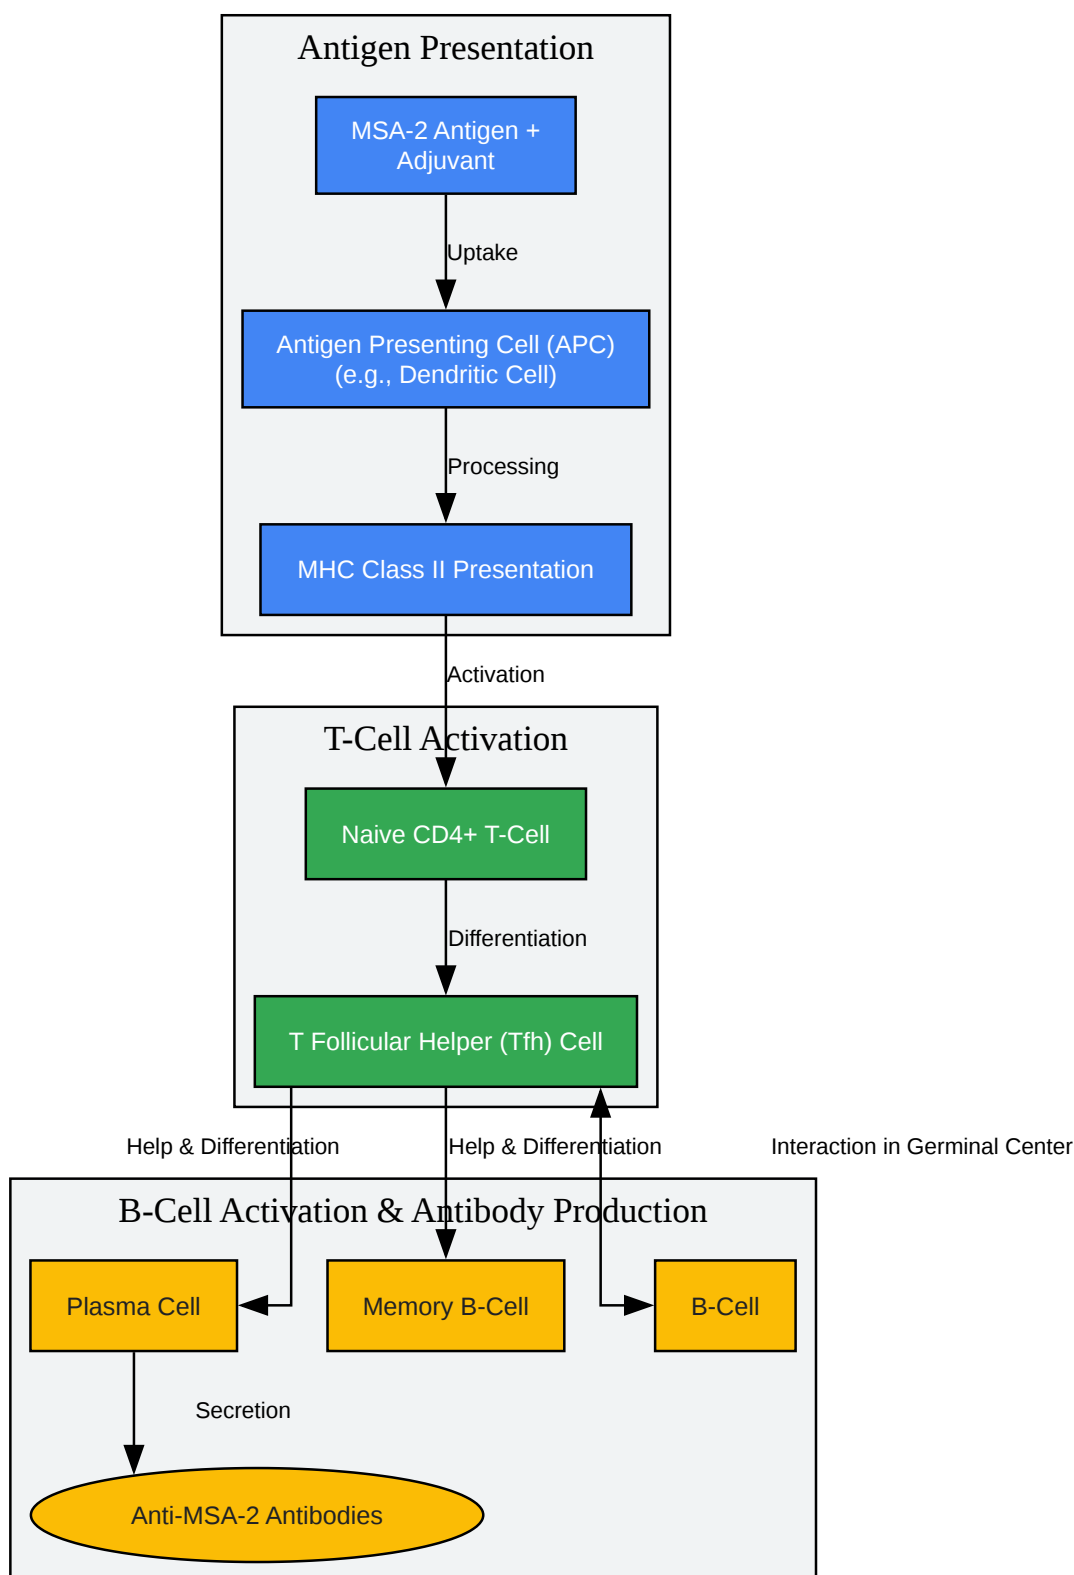 Antigen Presentation
MSA-2 Antigen +
Adjuvant
Uptake
Antigen Presenting Cell (APC)
(e.g., Dendritic Cell)
Processing
MHC Class II Presentation
Activation
T-Cell Activation
Naive CD4+ T-Cell
Differentiation
T Follicular Helper (Tfh) Cell
Help & Differentiation
Help & Differentiation
Interaction in Germinal Center
B-Cell Activation & Antibody Production
Plasma Cell
Memory B-Cell
B-Cell
Secretion
Anti-MSA-2 Antibodies